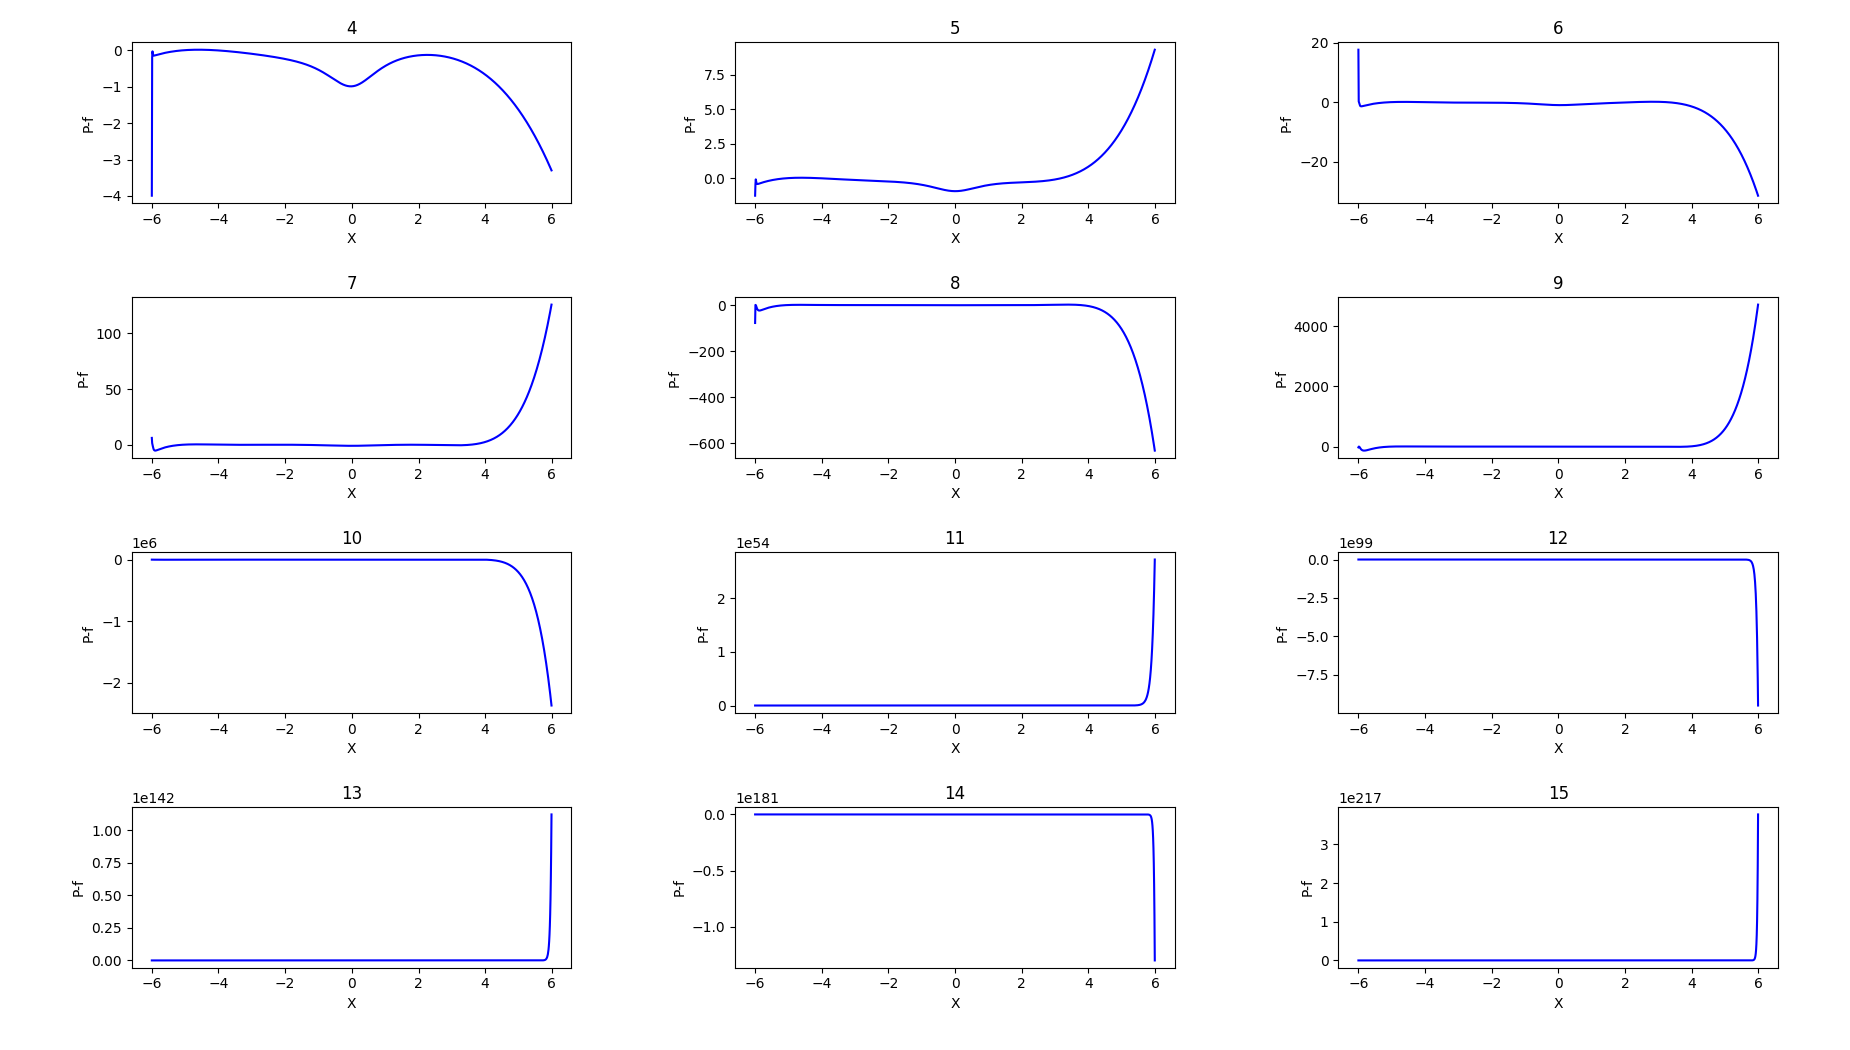 4
5
6
0
−1
−2
−3
−4
P-f
−6 −4 −2 0 2 4 6
X
7.5
5.0
2.5
0.0
P-f
−6 −4 −2 0 2 4 6
X
20
0
−20
P-f
−6 −4 −2 0 2 4 6
X
7
8
9
100
50
0
P-f
−6 −4 −2 0 2 4 6
X
0
−200
−400
−600
P-f
−6 −4 −2 0 2 4 6
X
4000
2000
0
P-f
−6 −4 −2 0 2 4 6
X
10
11
12
1e6
0
−1
−2
P-f
−6 −4 −2 0 2 4 6
X
1e54
2
1
0
P-f
−6 −4 −2 0 2 4 6
X
1e99
0.0
−2.5
−5.0
−7.5
P-f
−6 −4 −2 0 2 4 6
X
13
14
15
1e142
1.00
0.75
0.50
0.25
0.00
P-f
−6 −4 −2 0 2 4 6
X
1e181
0.0
−0.5
−1.0
P-f
−6 −4 −2 0 2 4 6
X
1e217
3
2
1
0
P-f
−6 −4 −2 0 2 4 6
X